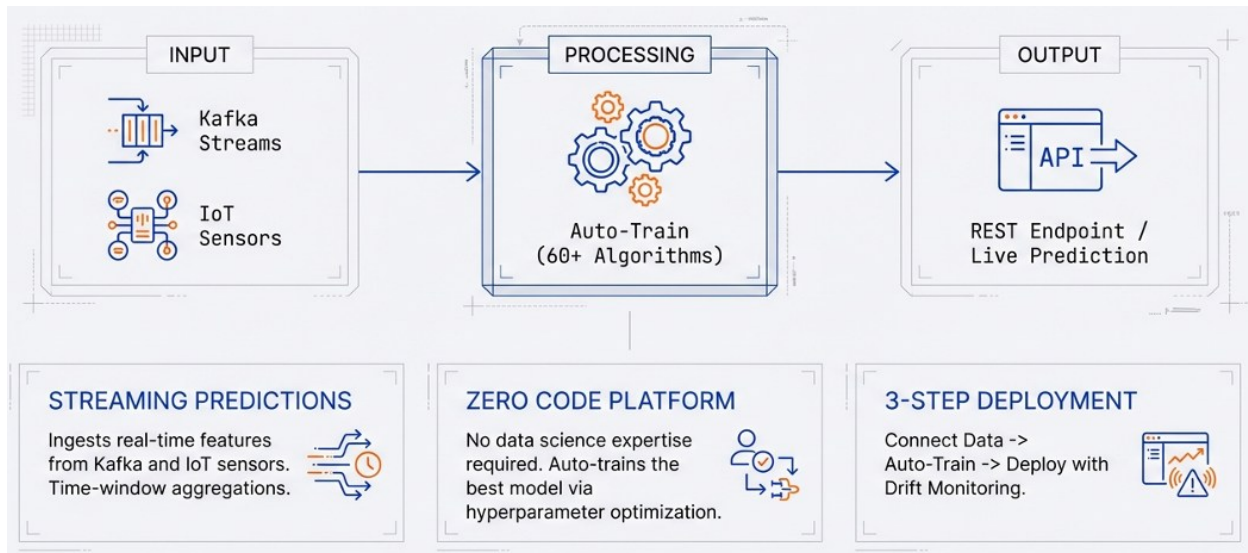 INPUT
Kafka
Streams
IoT
Sensors
PROCESSING
Auto-Train
(60+ Algorithms)
OUTPUT
API
REST Endpoint /
Live Prediction
STREAMING PREDICTIONS
Ingests real-time features
from Kafka and IoT sensors.
Time-window aggregations.
ZERO CODE PLATFORM
No data science expertise
required. Auto-trains the
best model via
hyperparameter optimization.
3-STEP DEPLOYMENT
Connect Data ->
Auto-Train -> Deploy with
Drift Monitoring.